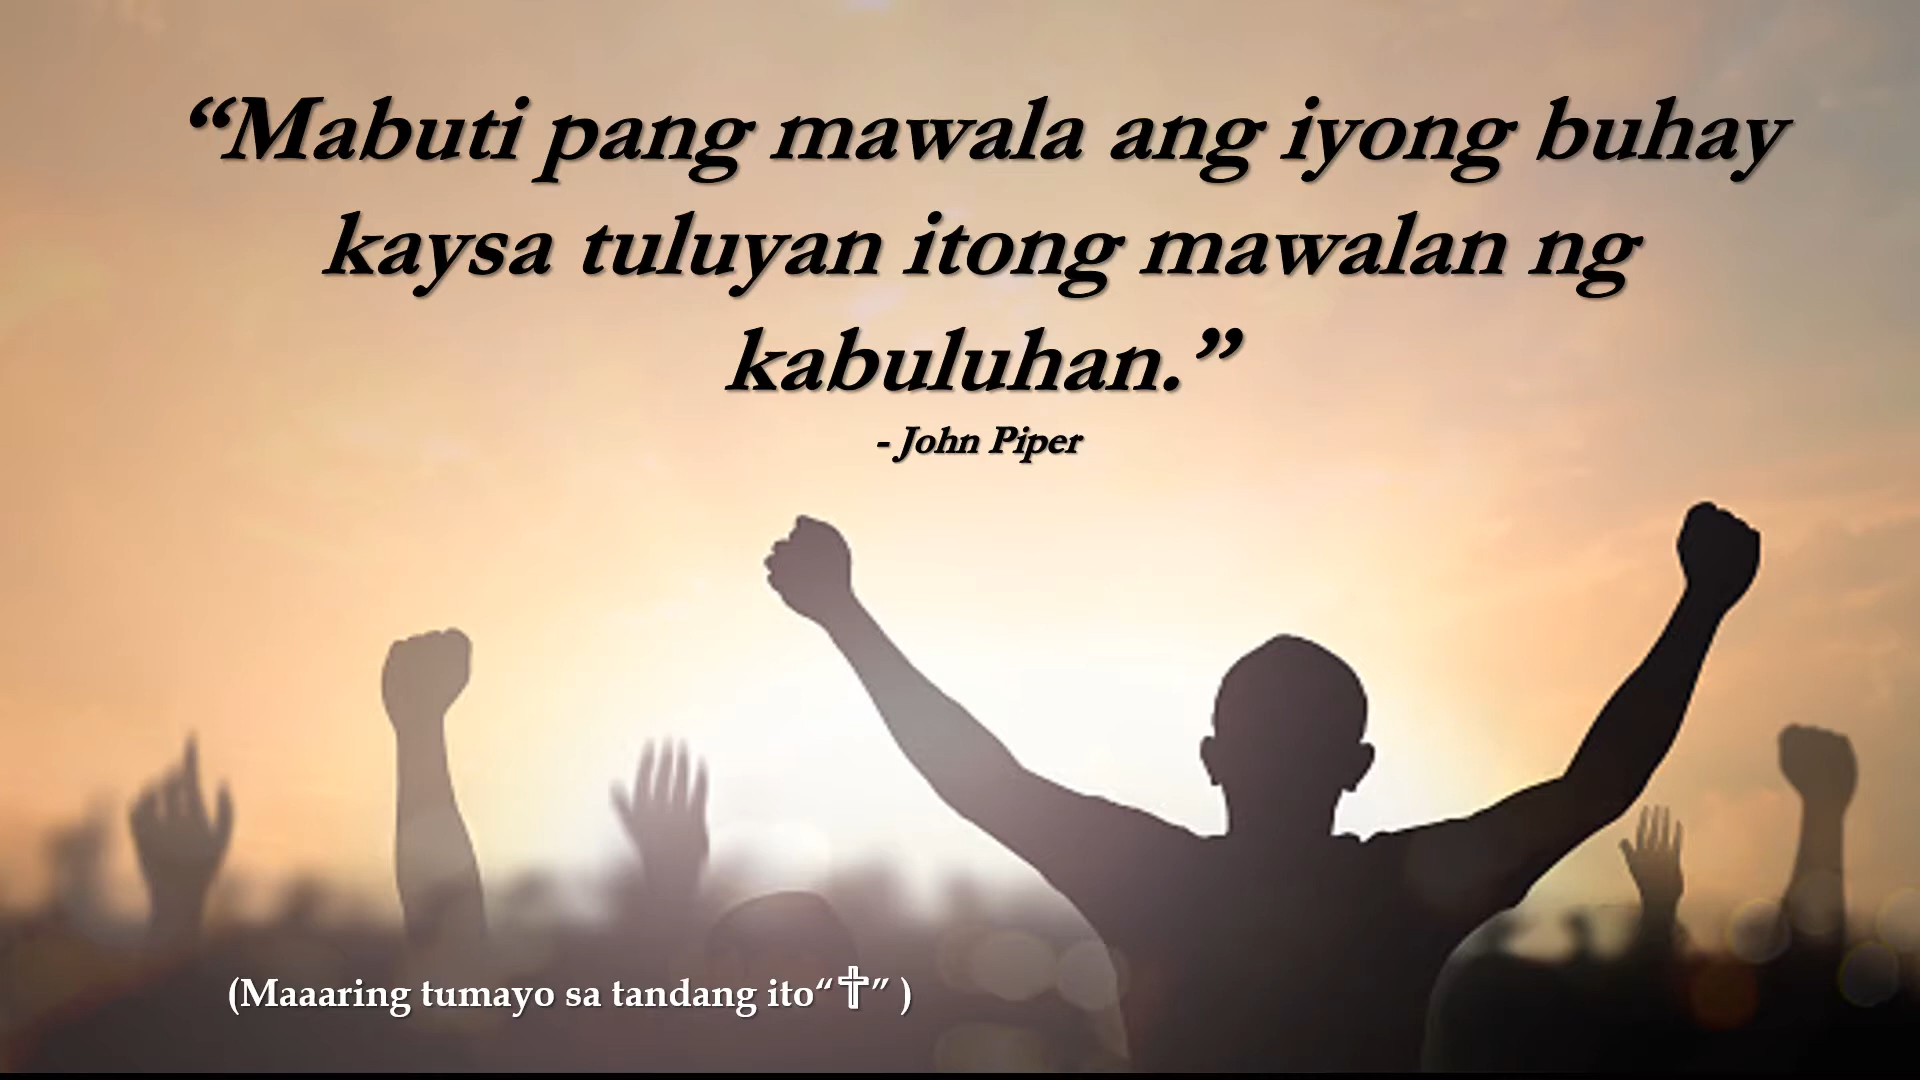 “Mabuti pang mawala ang iyong buhay
kaysa tuluyan itong mawalan ng
kabuluhan.”
- John Piper
(Maaaring tumayo sa tandang ito“✞” )